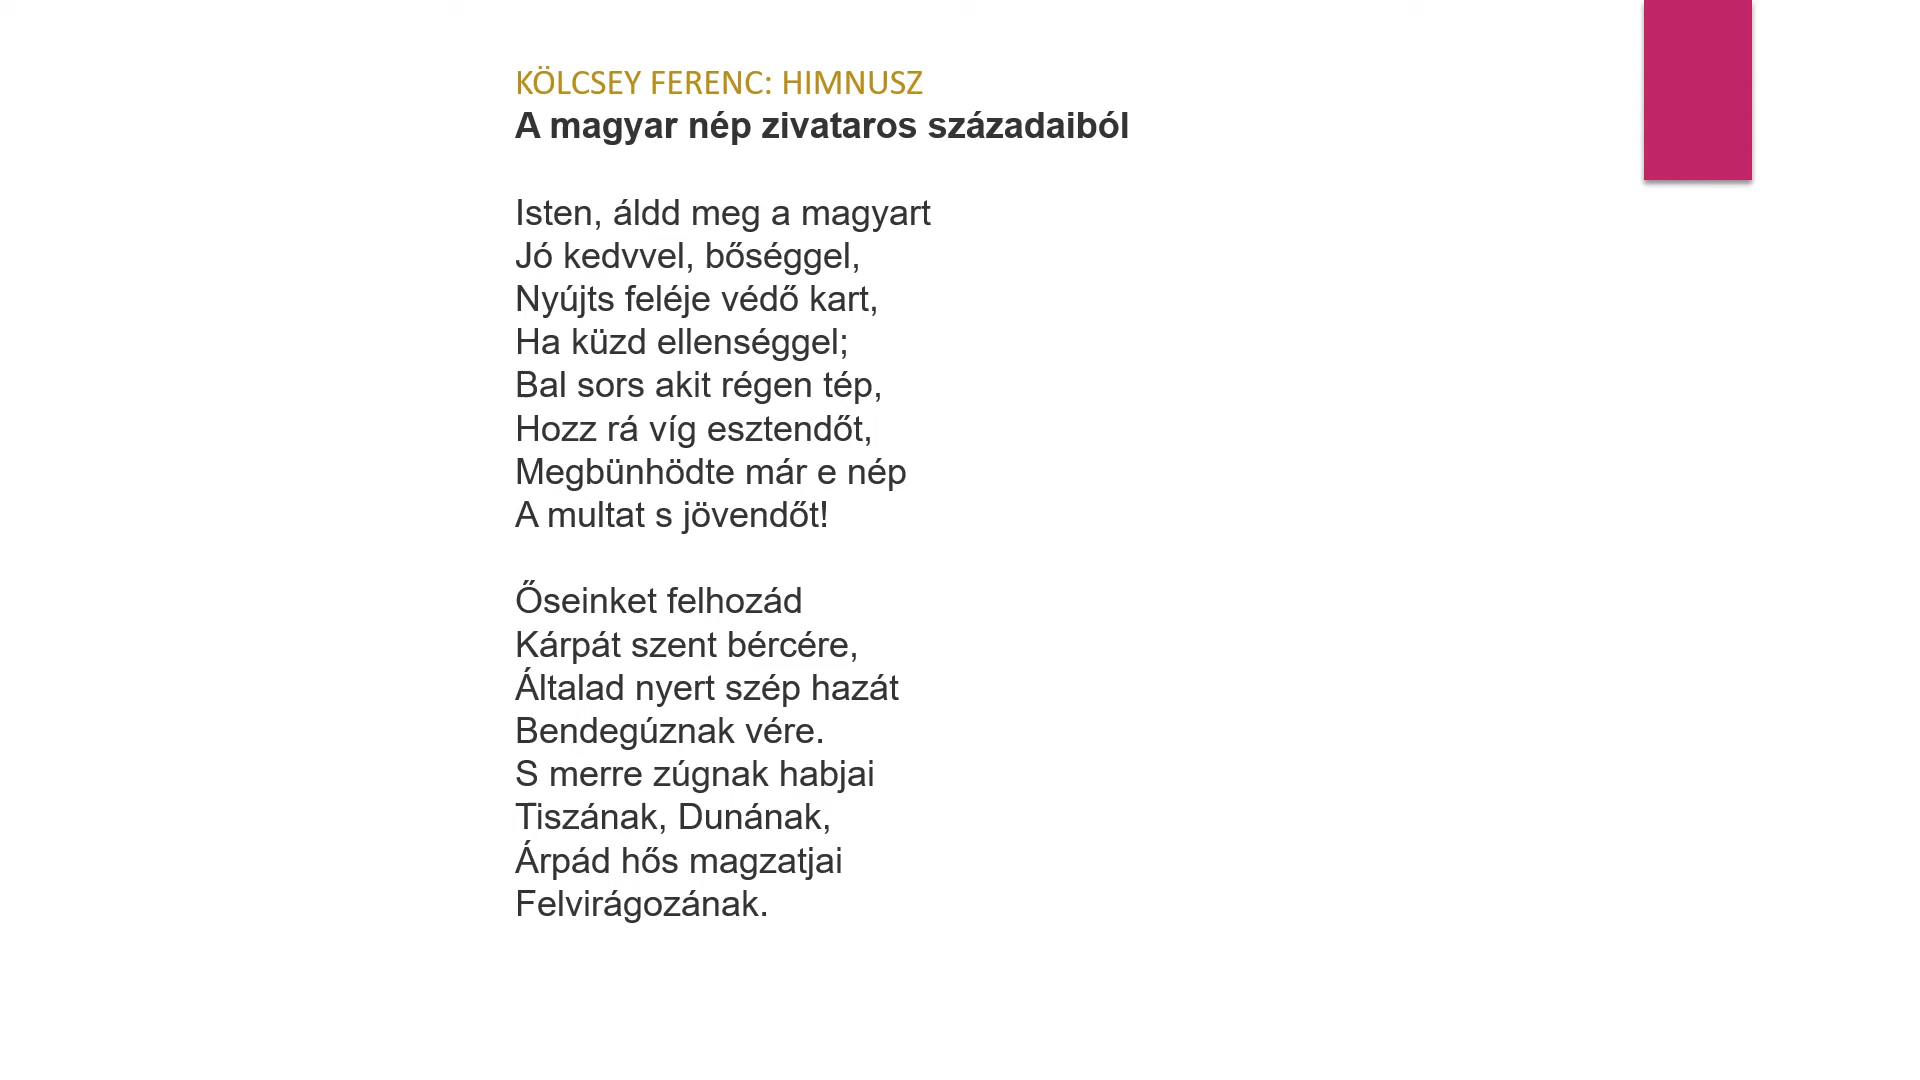 KÖLCSEY FERENC: HIMNUSZ
A magyar nép zivataros századaiból
Isten, áldd meg a magyart
Jó kedvvel, bőséggel,
Nyújts feléje védő kart,
Ha küzd ellenséggel;
Bal sors akit régen tép,
Hozz rá víg esztendőt,
Megbünhödte már e nép
A multat s jövendőt!
Őseinket felhozád
Kárpát szent bércére,
Általad nyert szép hazát
Bendegúznak vére.
S merre zúgnak habjai
Tiszának, Dunának,
Árpád hős magzatjai
Felvirágozának.